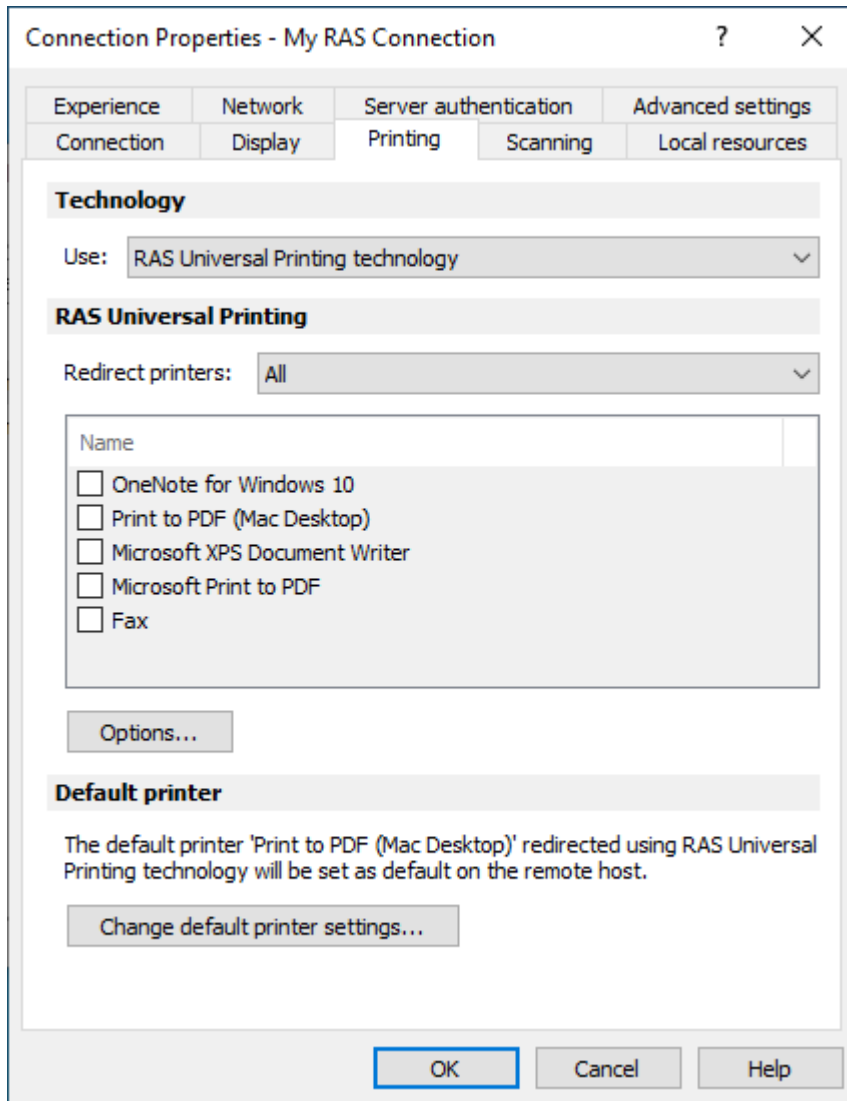 Connection Properties - My RAS Connection
Experience Network Server authentication Advanced settings
Connection Display Printing Scanning Local resources
Technology
Use: RAS Universal Printing technology
RAS Universal Printing
Redirect printers: All
Name
OneNote for Windows 10
Print to PDF (Mac Desktop)
Microsoft XPS Document Writer
Microsoft Print to PDF
Fax
Options...
Default printer
The default printer 'Print to PDF (Mac Desktop)' redirected using RAS Universal
Printing technology will be set as default on the remote host.
Change default printer settings...
OK Cancel Help